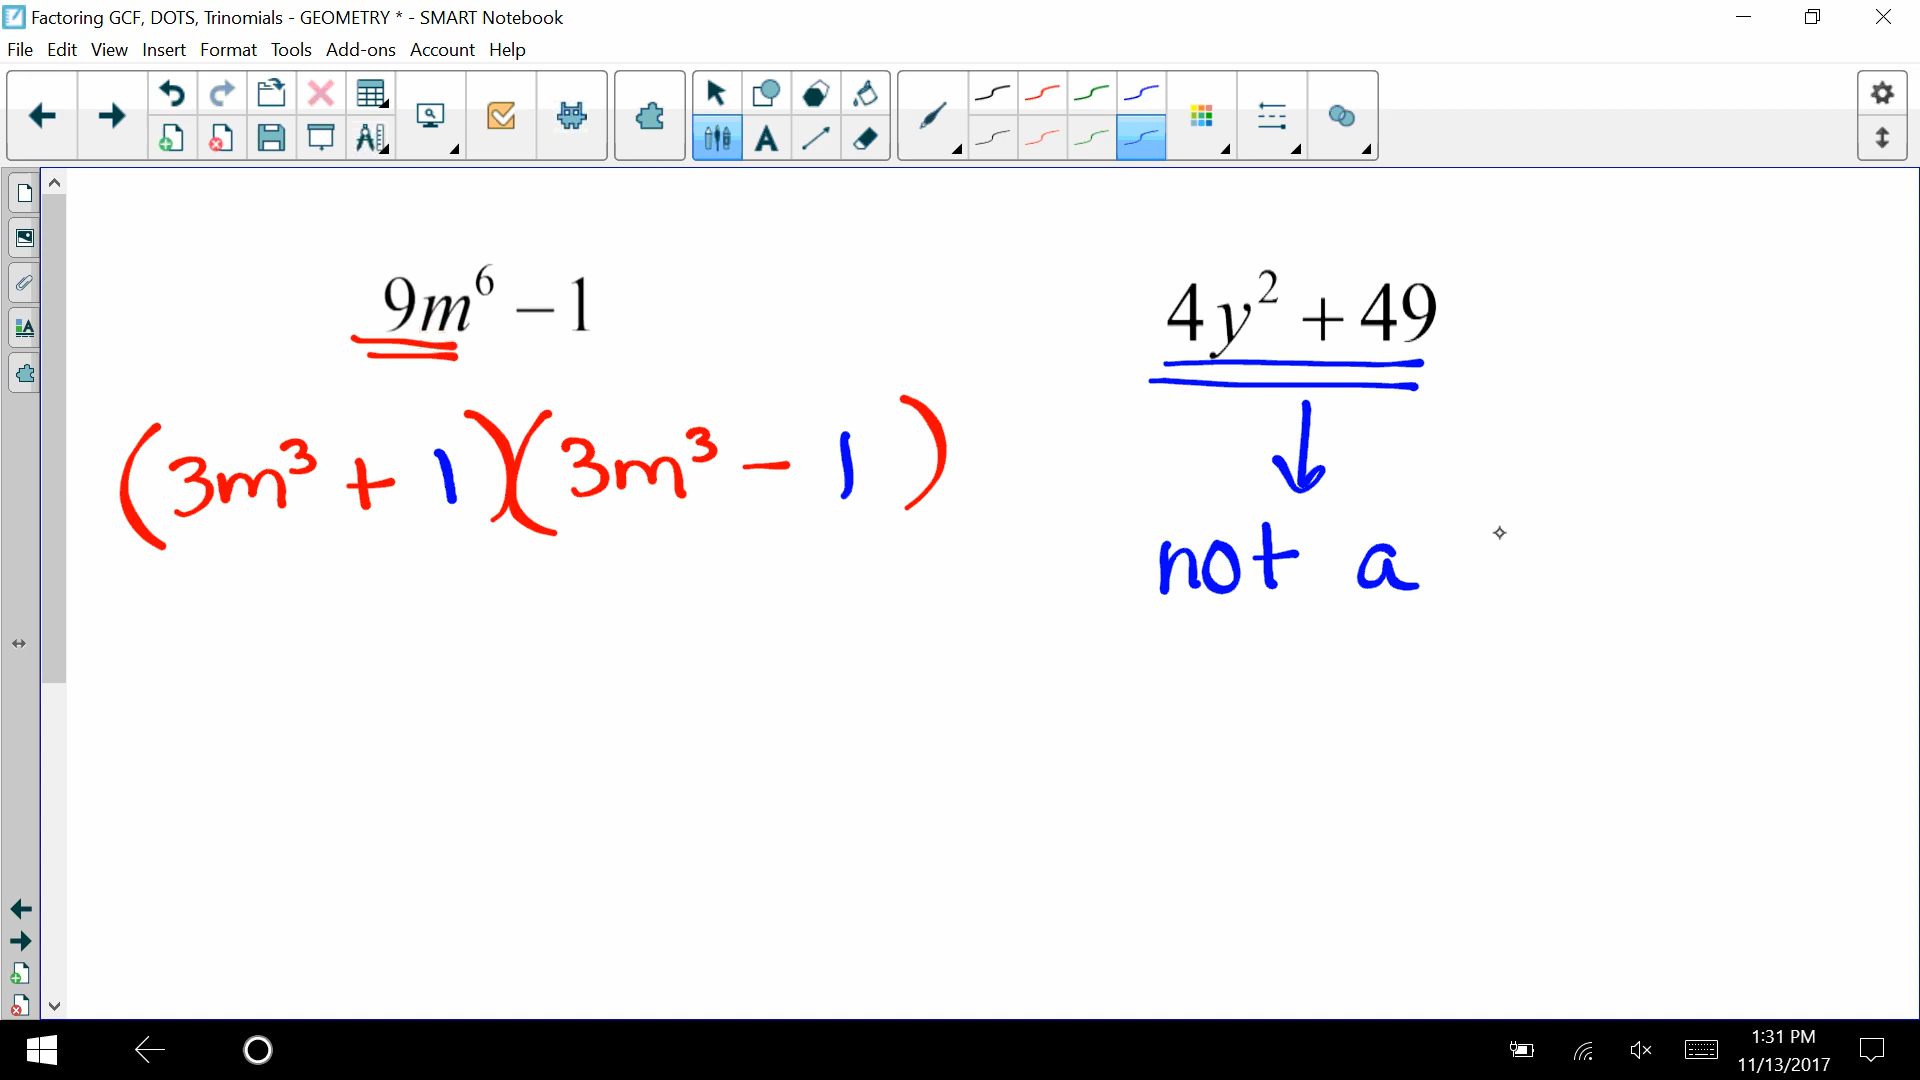 Factoring GCF, DOTS, Trinomials - GEOMETRY * - SMART Notebook
File Edit View Insert Format Tools Add-ons Account Help
9m⁶ − 1
4y² + 49
(3m³ + 1)(3m³ − 1)
not a
1:31 PM
11/13/2017